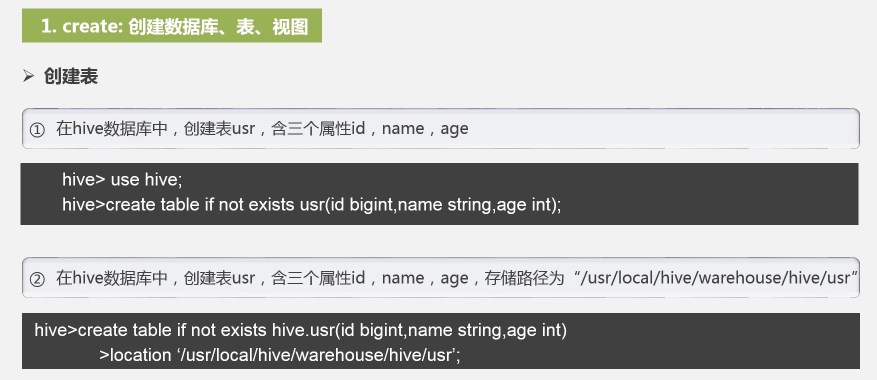 1. create: 创建数据库、表、视图
➢ 创建表
① 在hive数据库中，创建表usr，含三个属性id，name，age
hive> use hive;
hive>create table if not exists usr(id bigint,name string,age int);
② 在hive数据库中，创建表usr，含三个属性id，name，age，存储路径为“/usr/local/hive/warehouse/hive/usr”
hive>create table if not exists hive.usr(id bigint,name string,age int)
>location ‘/usr/local/hive/warehouse/hive/usr’;